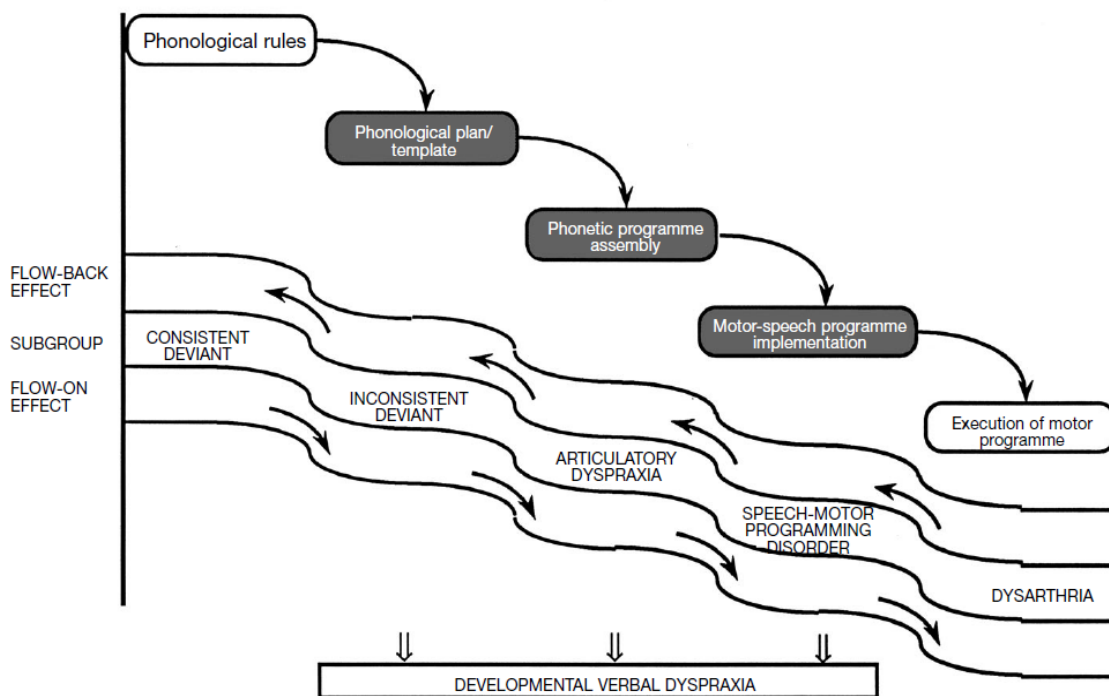 Phonological rules
Phonological plan/
template
Phonetic programme
assembly
Motor-speech programme
implementation
Execution of motor
programme
FLOW-BACK
EFFECT
SUBGROUP
FLOW-ON
EFFECT
CONSISTENT
DEVIANT
INCONSISTENT
DEVIANT
ARTICULATORY
DYSPRAXIA
SPEECH-MOTOR
PROGRAMMING
DISORDER
DYSARTHRIA
DEVELOPMENTAL VERBAL DYSPRAXIA